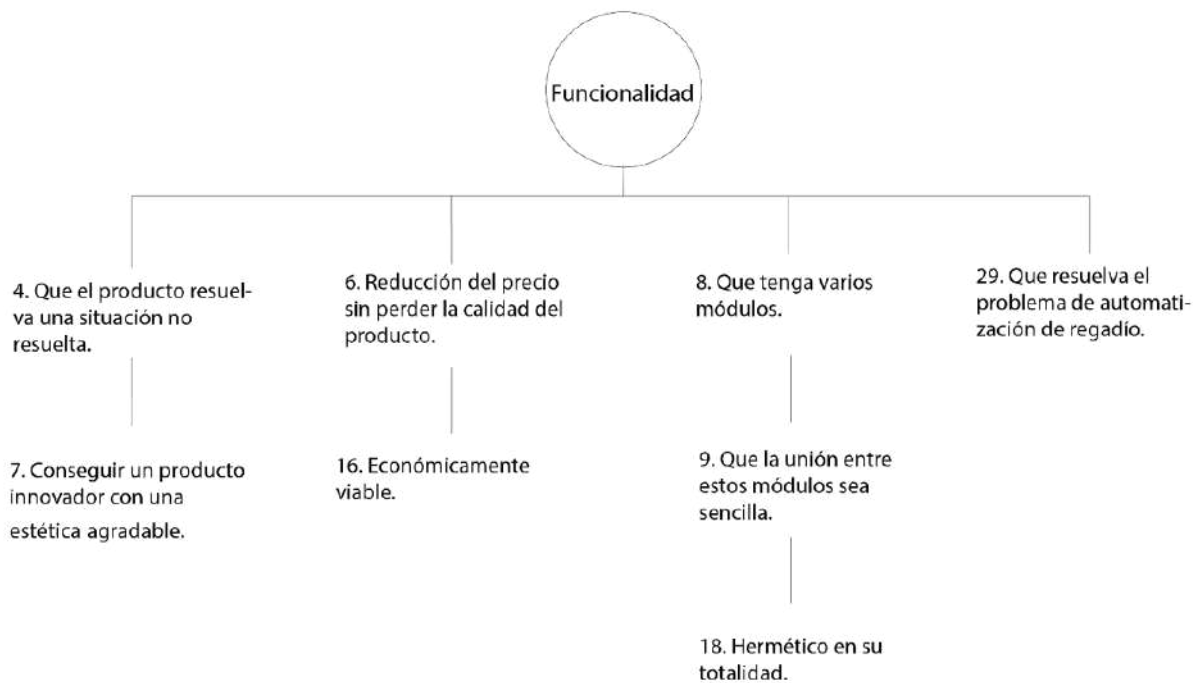 Funcionalidad
4. Que el producto resuel-
va una situación no
resuelta.
6. Reducción del precio
sin perder la calidad del
producto.
8. Que tenga varios
módulos.
29. Que resuelva el
problema de automati-
zación de regadío.
7. Conseguir un producto
innovador con una
estética agradable.
16. Económicamente
viable.
9. Que la unión entre
estos módulos sea
sencilla.
18. Hermético en su
totalidad.